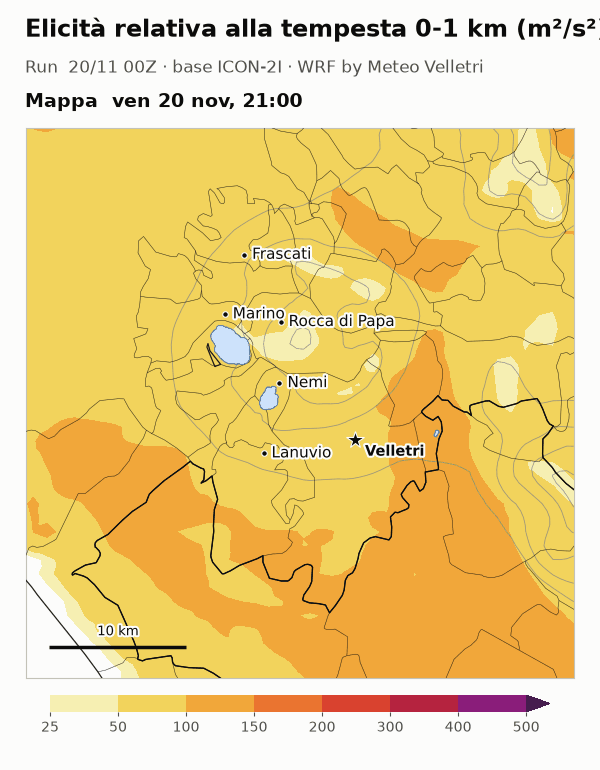 Elicità relativa alla tempesta 0-1 km (m²/s²)
Run  20/11 00Z · base ICON-2I · WRF by Meteo Velletri
Mappa  ven 20 nov, 21:00
Frascati
Marino
Rocca di Papa
Nemi
Velletri
Lanuvio
10 km
25 50 100 150 200 300 400 500